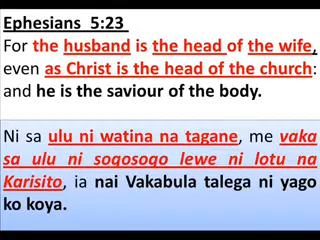 Ephesians 5:23
For the husband is the head of the wife,
even as Christ is the head of the church:
and he is the saviour of the body.
Ni sa ulu ni watina na tagane, me vaka
sa ulu ni soqosoqo lewe ni lotu na
Karisito, ia nai Vakabula talega ni yago
ko koya.